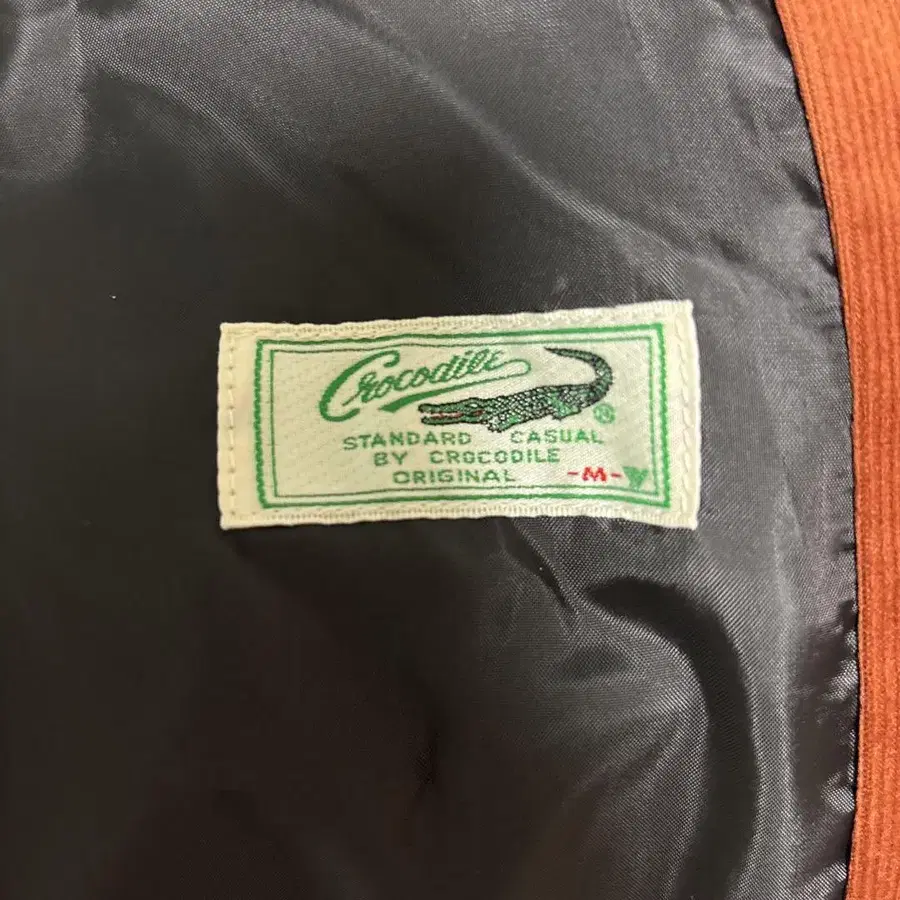 Crocodile
®
STANDARD CASUAL
BY CROCODILE
ORIGINAL -M-